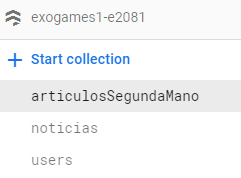 exogames1-e2081
Start collection
articulosSegundaMano
noticias
users